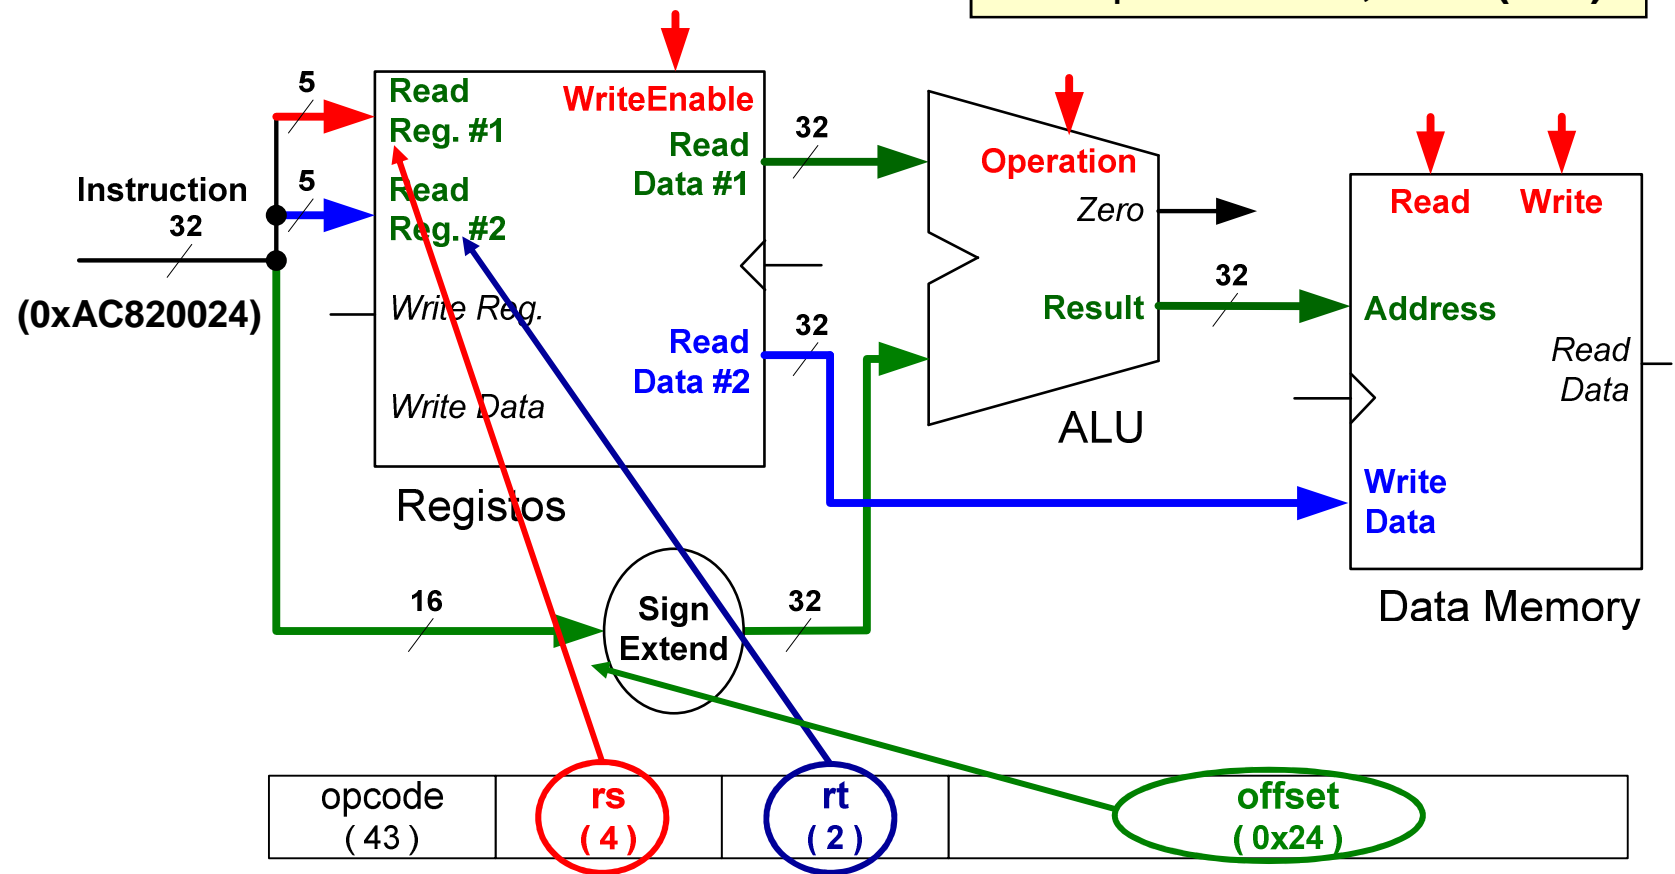 5
Read
Reg. #1
WriteEnable
Read
Data #1
32
Operation
Zero
Read
Write
Instruction
32
5
Read
Reg. #2
(0xAC820024)
Write Reg.
Read
Data #2
32
Result
32
Address
Read
Data
Write Data
ALU
Write
Data
Registos
Data Memory
16
Sign
Extend
32
opcode
( 43 )
rs
( 4 )
rt
( 2 )
offset
( 0x24 )